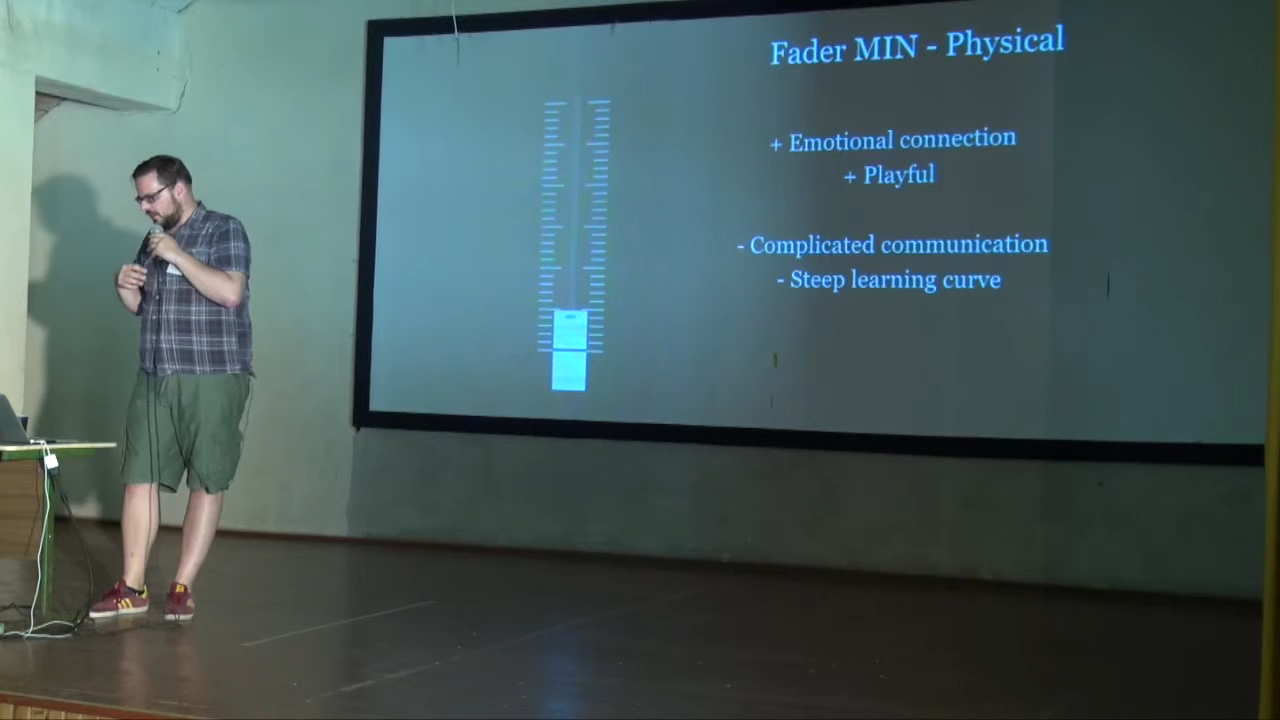 Fader MIN - Physical
+ Emotional connection
+ Playful
- Complicated communication
- Steep learning curve